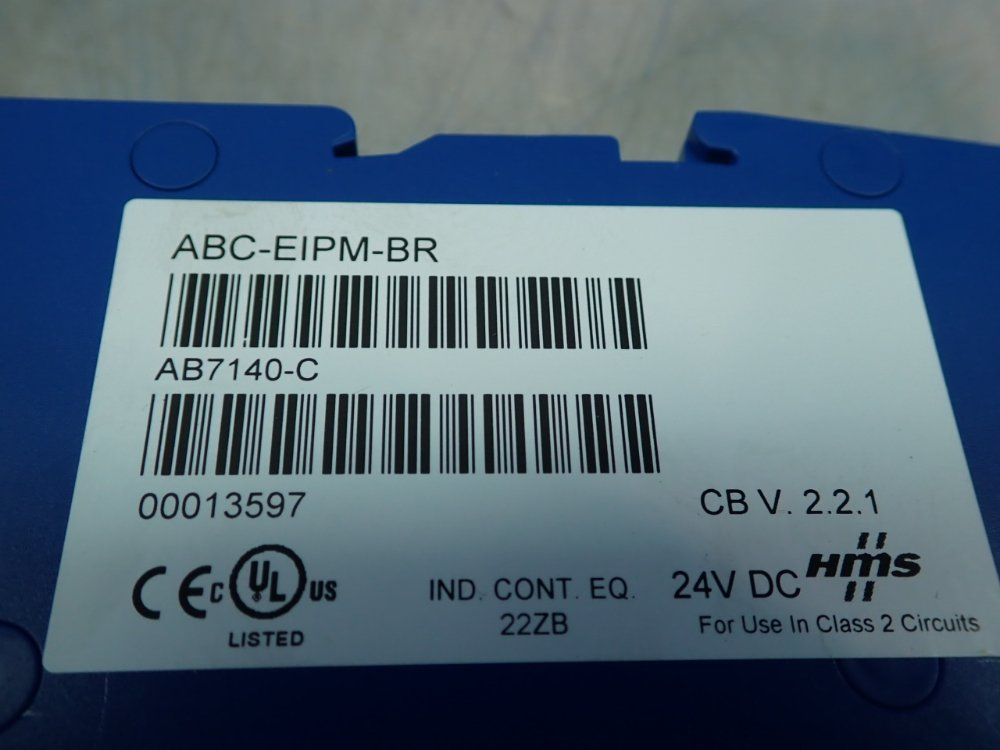 ABC-EIPM-BR
AB7140-C
00013597
CB V. 2.2.1
CE C UL US
LISTED
IND. CONT. EQ.
22ZB
24V DC
HMS
For Use In Class 2 Circuits